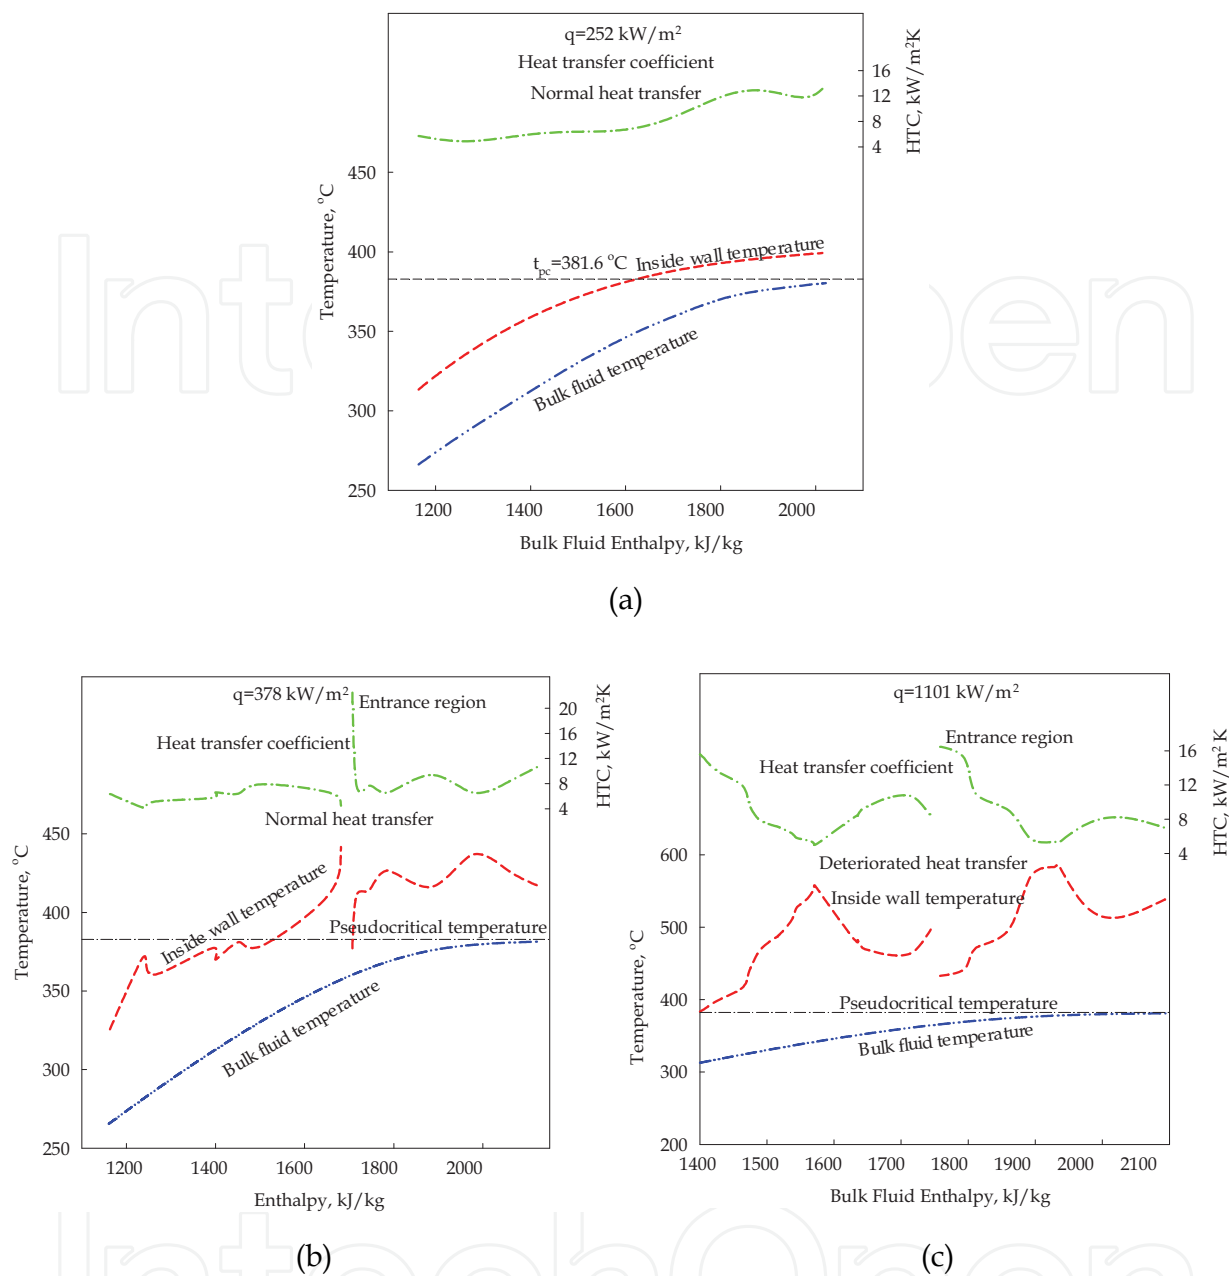 q=252 kW/m²
Heat transfer coefficient
Normal heat transfer
16
12
8
4
HTC, kW/m²K
450
400
350
300
250
Temperature, °C
t_pc=381.6 °C
Inside wall temperature
Bulk fluid temperature
1200 1400 1600 1800 2000
Bulk Fluid Enthalpy, kJ/kg
(a)
q=378 kW/m²
Entrance region
Heat transfer coefficient
Normal heat transfer
20
16
12
8
4
HTC, kW/m²K
450
400
350
300
250
Temperature, °C
Inside wall temperature
Pseudocritical temperature
Bulk fluid temperature
1200 1400 1600 1800 2000
Enthalpy, kJ/kg
(b)
q=1101 kW/m²
Entrance region
Heat transfer coefficient
16
12
8
4
HTC, kW/m² K
Deteriorated heat transfer
Inside wall temperature
600
500
400
300
200
Temperature, °C
Pseudocritical temperature
Bulk fluid temperature
1400 1500 1600 1700 1800 1900 2000 2100
Bulk Fluid Enthalpy, kJ/kg
(c)